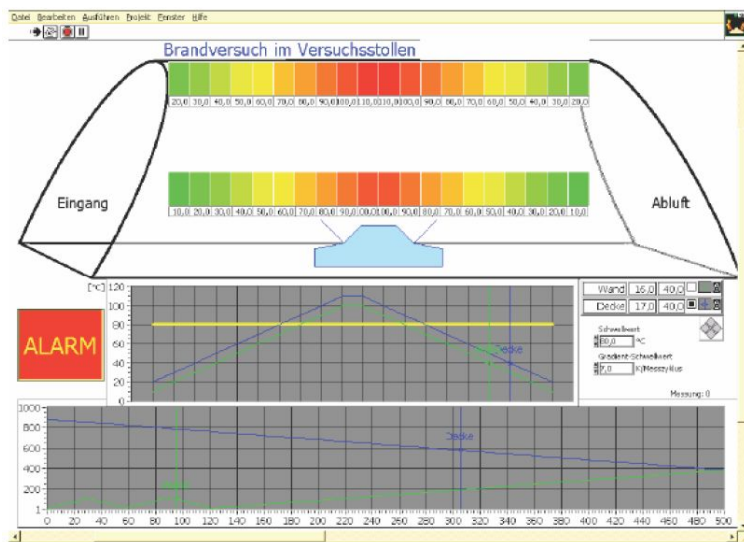 Datei Bearbeiten Ausführen Projekt Fenster Hilfe
Brandversuch im Versuchsstollen
20,0 30,0 40,0 50,0 60,0 70,0 80,0 90,0 100,0 110,0 110,0 100,0 90,0 80,0 70,0 60,0 50,0 40,0 30,0 20,0
Eingang
Abluft
10,0 20,0 30,0 40,0 50,0 60,0 70,0 80,0 90,0 100,0 100,0 90,0 80,0 70,0 60,0 50,0 40,0 30,0 20,0 10,0
[°C]
120
100
80
60
40
20
0
Decke
Wand 16,0 40,0
Decke 17,0 40,0
Schwellwert
80,0 °C
Gradient-Schwellwert
7,0 K/Messzyklus
Messung: 0
ALARM
1000
800
600
400
200
1
Decke
0 20 40 60 80 100 120 140 160 180 200 220 240 260 280 300 320 340 360 380 400 420 440 460 480 500